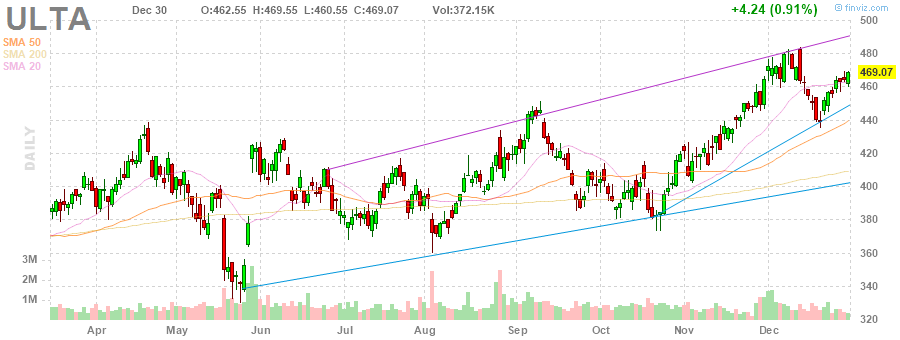 ULTA
Dec 30 O:462.55 H:469.55 L:460.55 C:469.07 Vol:372.15K +4.24 (0.91%)
finviz.com
SMA 50
SMA 200
SMA 20
DAILY
500
480
469.07
460
440
420
400
380
360
340
320
3M
2M
1M
Apr May Jun Jul Aug Sep Oct Nov Dec